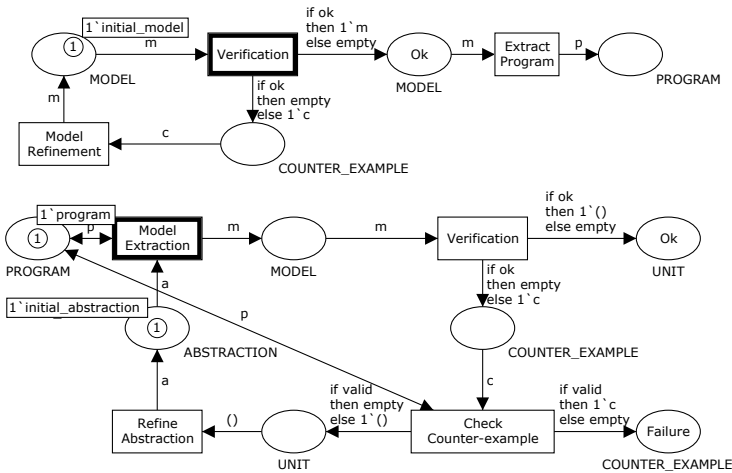 1`initial_model
1
m
MODEL
Verification
if ok
then 1`m
else empty
Ok
MODEL
m
Extract
Program
p
PROGRAM
if ok
then empty
else 1`c
m
Model
Refinement
c
COUNTER_EXAMPLE
1`program
1
p
PROGRAM
Model
Extraction
m
MODEL
m
Verification
if ok
then 1`()
else empty
Ok
UNIT
if ok
then empty
else 1`c
a
1`initial_abstraction
1
ABSTRACTION
p
COUNTER_EXAMPLE
a
c
Refine
Abstraction
()
UNIT
if valid
then empty
else 1`()
Check
Counter-example
if valid
then 1`c
else empty
Failure
COUNTER_EXAMPLE